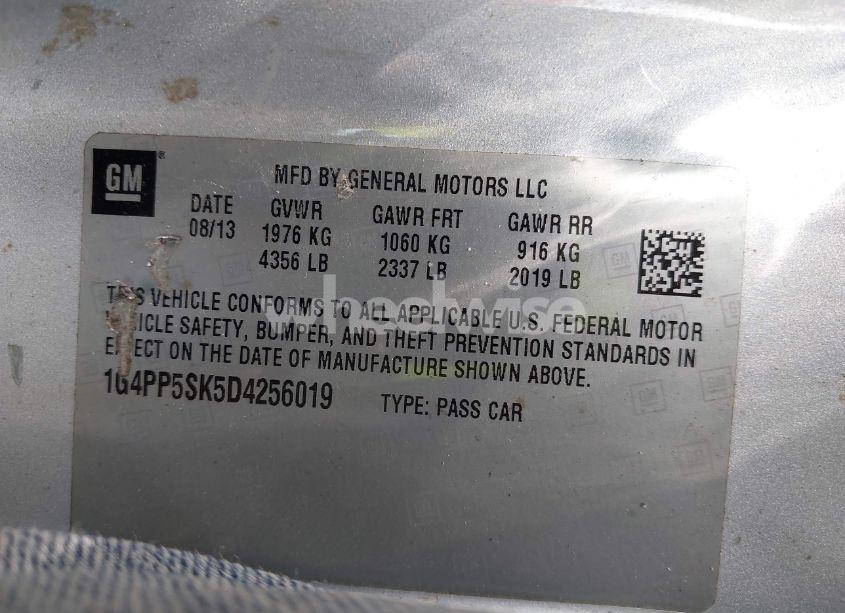 GM
MFD BY GENERAL MOTORS LLC
DATE GVWR GAWR FRT GAWR RR
08/13 1976 KG 1060 KG 916 KG
4356 LB 2337 LB 2019 LB
THIS VEHICLE CONFORMS TO ALL APPLICABLE U.S. FEDERAL MOTOR
VEHICLE SAFETY, BUMPER, AND THEFT PREVENTION STANDARDS IN
EFFECT ON THE DATE OF MANUFACTURE SHOWN ABOVE.
1G4PP5SK5D4256019 TYPE: PASS CAR
wheelwise